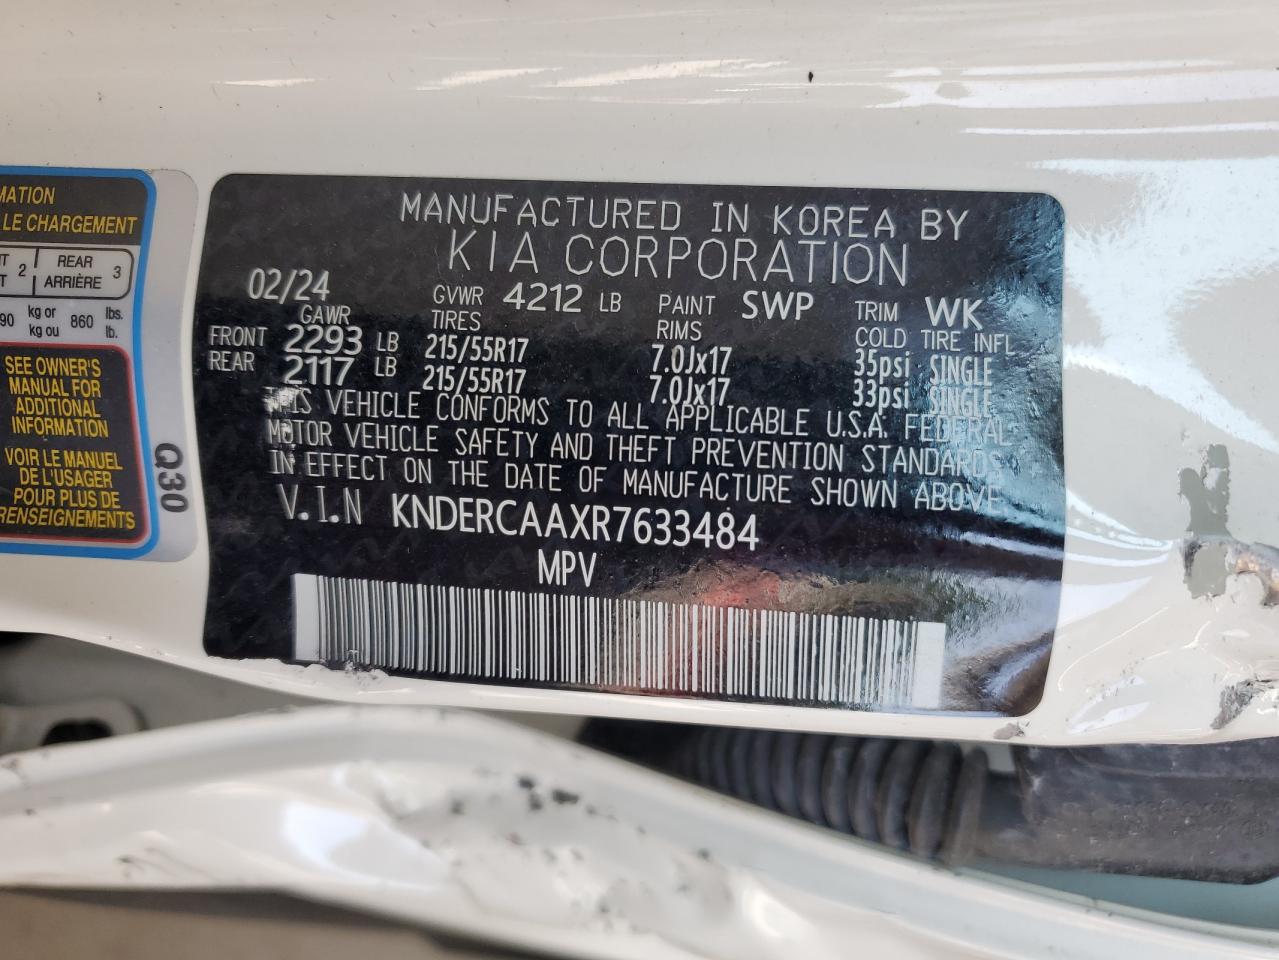 MATION
LE CHARGEMENT
2 REAR 3
ARRIÈRE
90 kg or 860 lbs.
kg ou lb.
SEE OWNER'S
MANUAL FOR
ADDITIONAL
INFORMATION
VOIR LE MANUEL
DE L'USAGER
POUR PLUS DE
RENSEIGNEMENTS
Q30
MANUFACTURED IN KOREA BY
KIA CORPORATION
02/24 GVWR 4212 LB PAINT SWP TRIM WK
GAWR TIRES RIMS COLD TIRE INFL
FRONT 2293 LB 215/55R17 7.0Jx17 35psi SINGLE
REAR 2117 LB 215/55R17 7.0Jx17 33psi SINGLE
THIS VEHICLE CONFORMS TO ALL APPLICABLE U.S.A. FEDERAL
MOTOR VEHICLE SAFETY AND THEFT PREVENTION STANDARDS
IN EFFECT ON THE DATE OF MANUFACTURE SHOWN ABOVE.
V.I.N KNDERCAAXR7633484
MPV